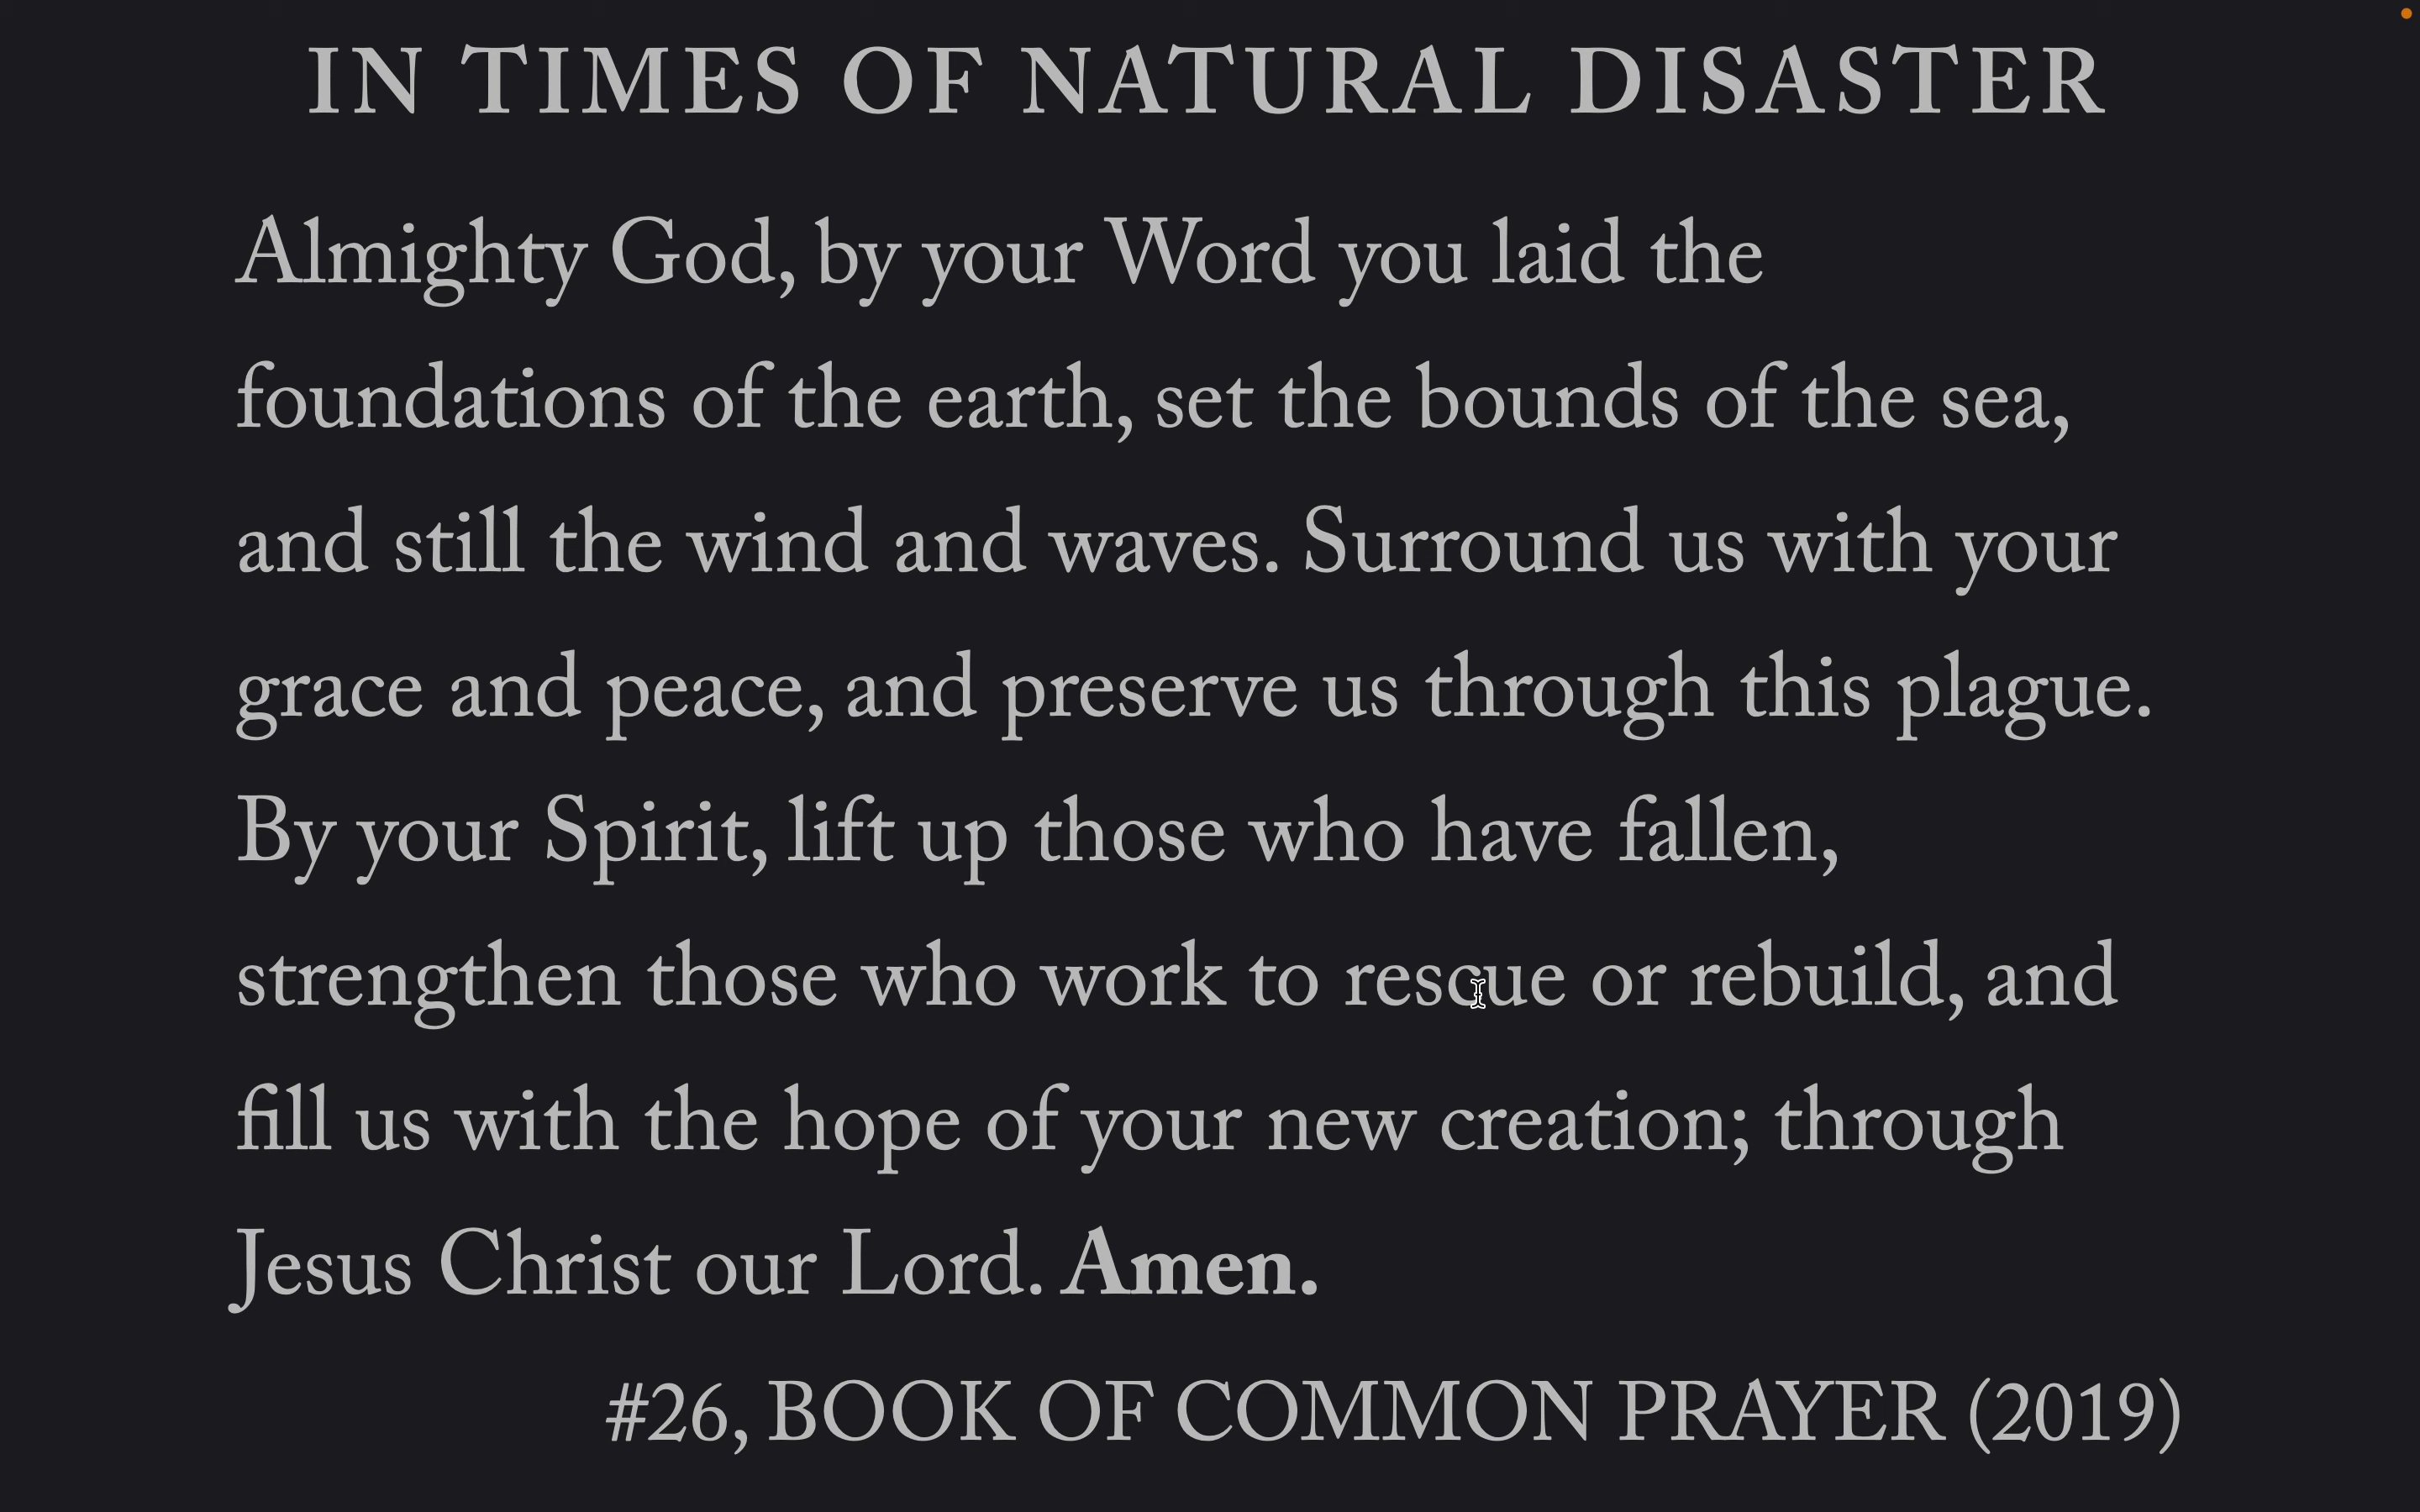 IN TIMES OF NATURAL DISASTER
Almighty God, by your Word you laid the
foundations of the earth, set the bounds of the sea,
and still the wind and waves. Surround us with your
grace and peace, and preserve us through this plague.
By your Spirit, lift up those who have fallen,
strengthen those who work to rescue or rebuild, and
fill us with the hope of your new creation; through
Jesus Christ our Lord. Amen.
#26, BOOK OF COMMON PRAYER (2019)